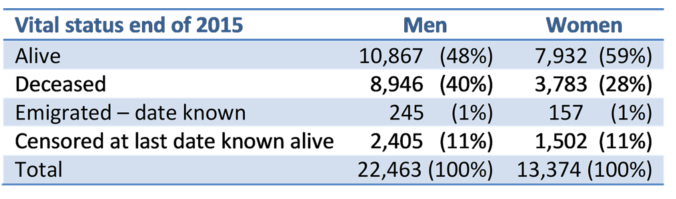 Vital status end of 2015 Men Women
Alive 10,867 (48%) 7,932 (59%)
Deceased 8,946 (40%) 3,783 (28%)
Emigrated – date known 245 (1%) 157 (1%)
Censored at last date known alive 2,405 (11%) 1,502 (11%)
Total 22,463 (100%) 13,374 (100%)